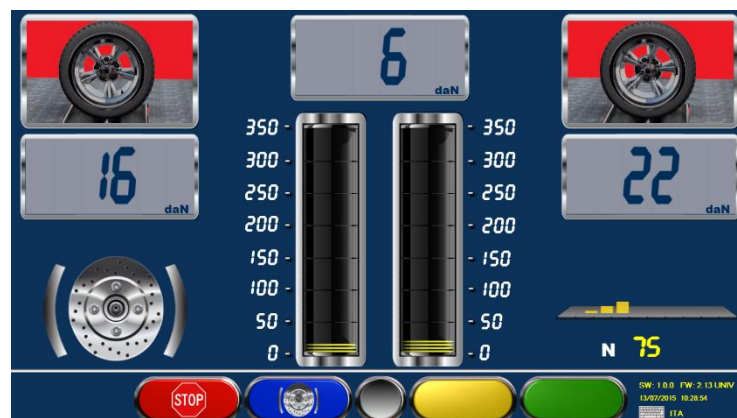 6
daN
16
daN
22
daN
350 - - 350
300 - - 300
250 - - 250
200 - - 200
150 - - 150
100 - - 100
50 - - 50
0 - - 0
N 75
STOP
SW: 1.0.0 FW: 2.13 UNIV
13/07/2015 10:28:54
ITA